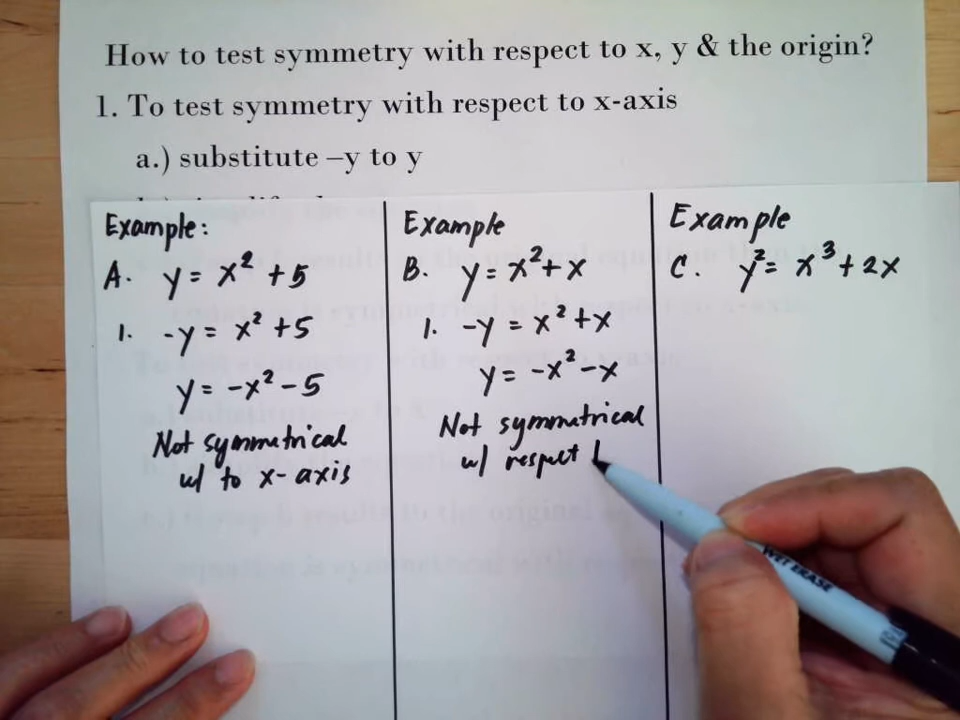 How to test symmetry with respect to x, y & the origin?
1. To test symmetry with respect to x-axis
a.) substitute –y to y
Example:
A. y = x² + 5
1. -y = x² + 5
y = -x² - 5
Not symmetrical
w/ to x-axis
Example
B. y = x² + x
1. -y = x² + x
y = -x² - x
Not symmetrical
w/ respect
Example
C. y² = x³ + 2x
WET ERASE